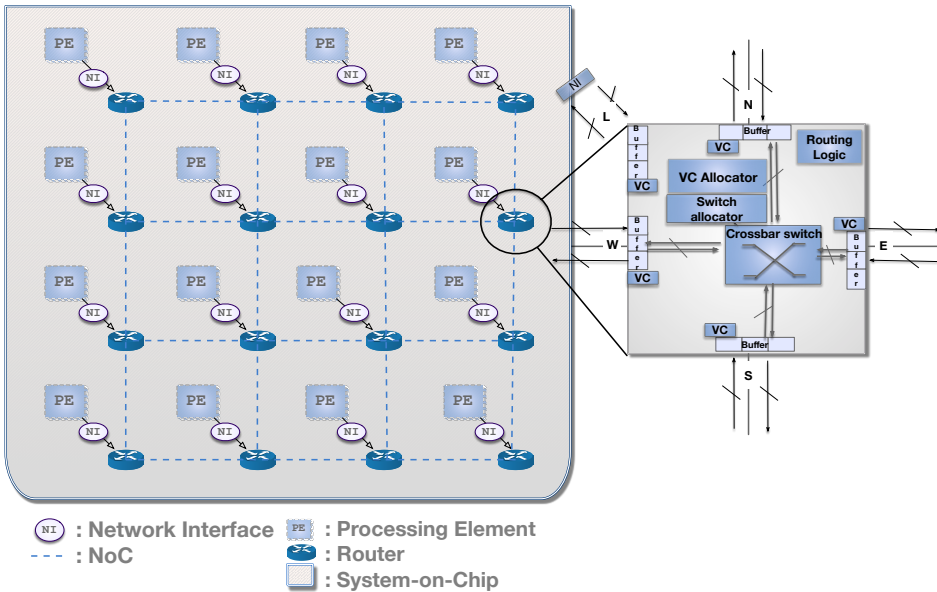 PE PE PE PE
NI NI NI NI
PE PE PE PE
NI NI NI NI
PE PE PE PE
NI NI NI NI
PE PE PE PE
NI NI NI NI
NI
L
N
Buffer
VC
Buffer
VC
Routing
Logic
VC Allocator
Switch
allocator
Crossbar switch
W
Buffer
VC
VC
Buffer
E
VC
Buffer
S
NI : Network Interface
PE : Processing Element
: NoC
: Router
: System-on-Chip